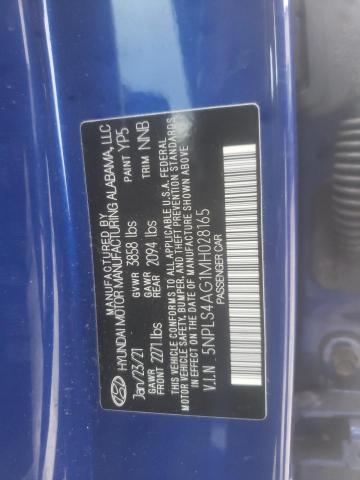 HYUNDAI MOTOR MANUFACTURING ALABAMA, LLC
Jan/23/21 GVWR 3858 lbs PAINT YP5
GAWR FRONT 2271 lbs GAWR REAR 2094 lbs TRIM NNB
THIS VEHICLE CONFORMS TO ALL APPLICABLE U.S.A. FEDERAL
MOTOR VEHICLE SAFETY, BUMPER, AND THEFT PREVENTION
STANDARDS IN EFFECT ON THE DATE OF MANUFACTURE SHOWN ABOVE
V.I.N : 5NPLS4AG1MH028165
PASSENGER CAR